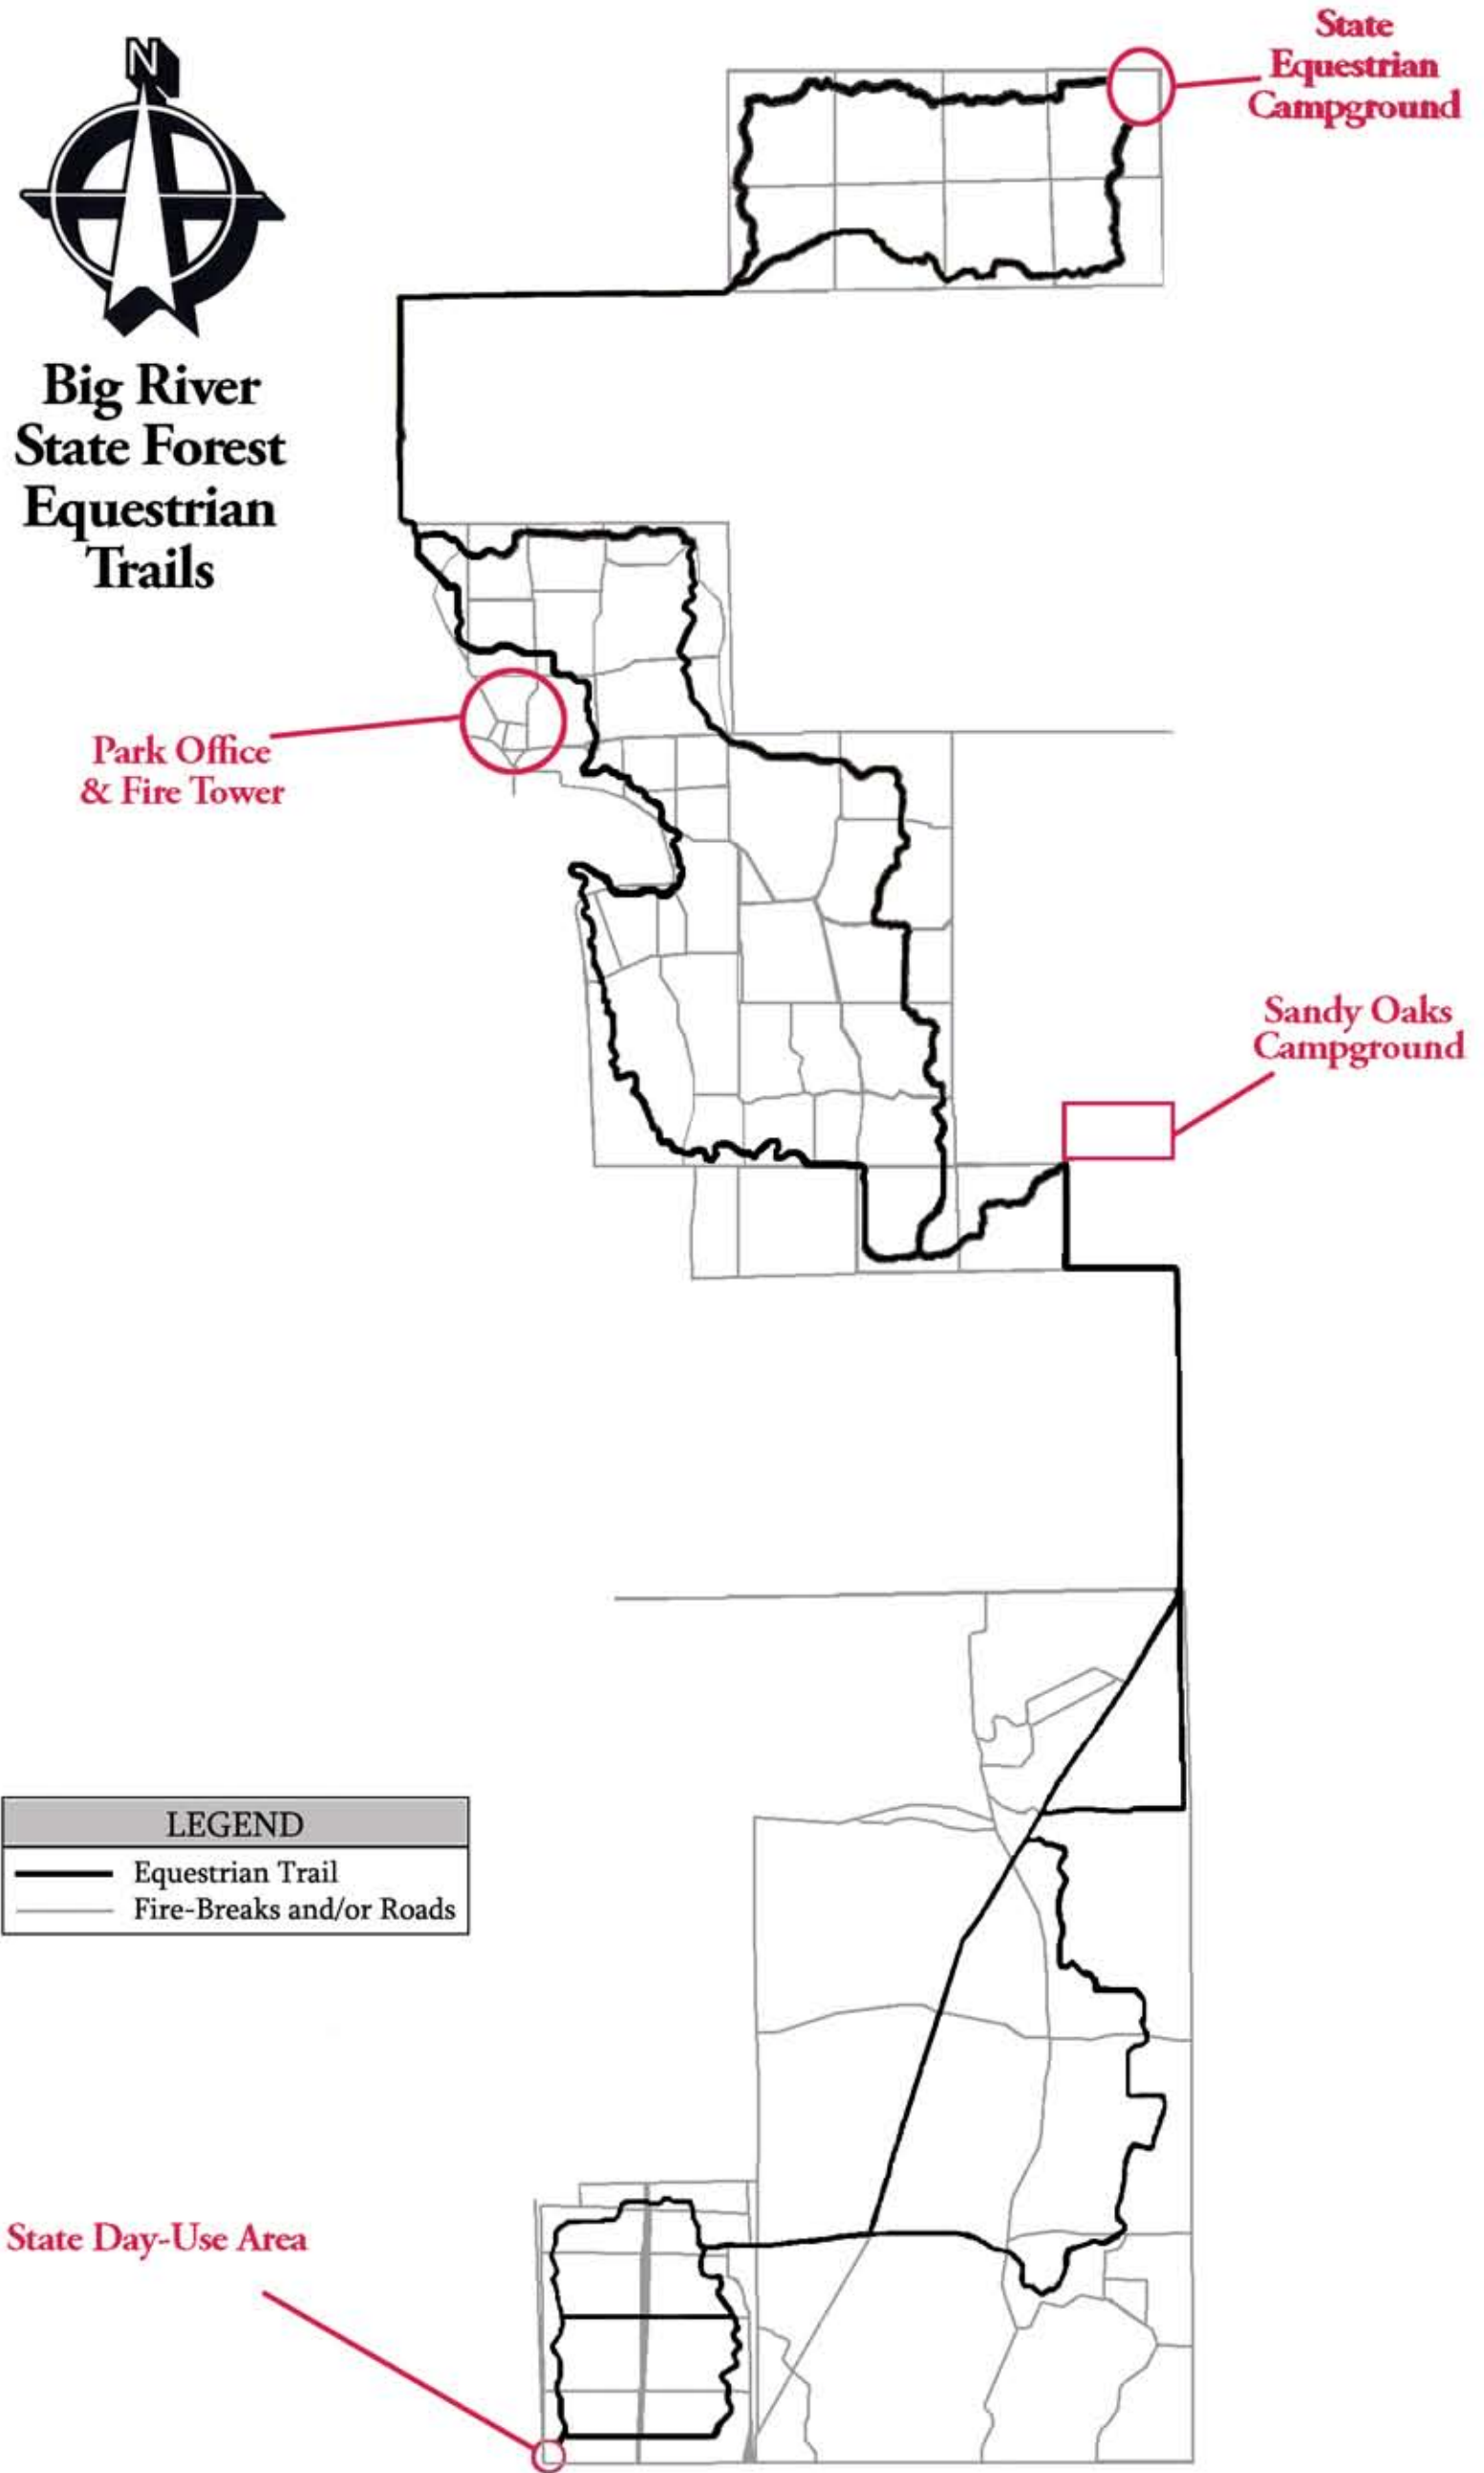 N
Big River
State Forest
Equestrian
Trails
State
Equestrian
Campground
Park Office
& Fire Tower
Sandy Oaks
Campground
LEGEND
Equestrian Trail
Fire-Breaks and/or Roads
State Day-Use Area